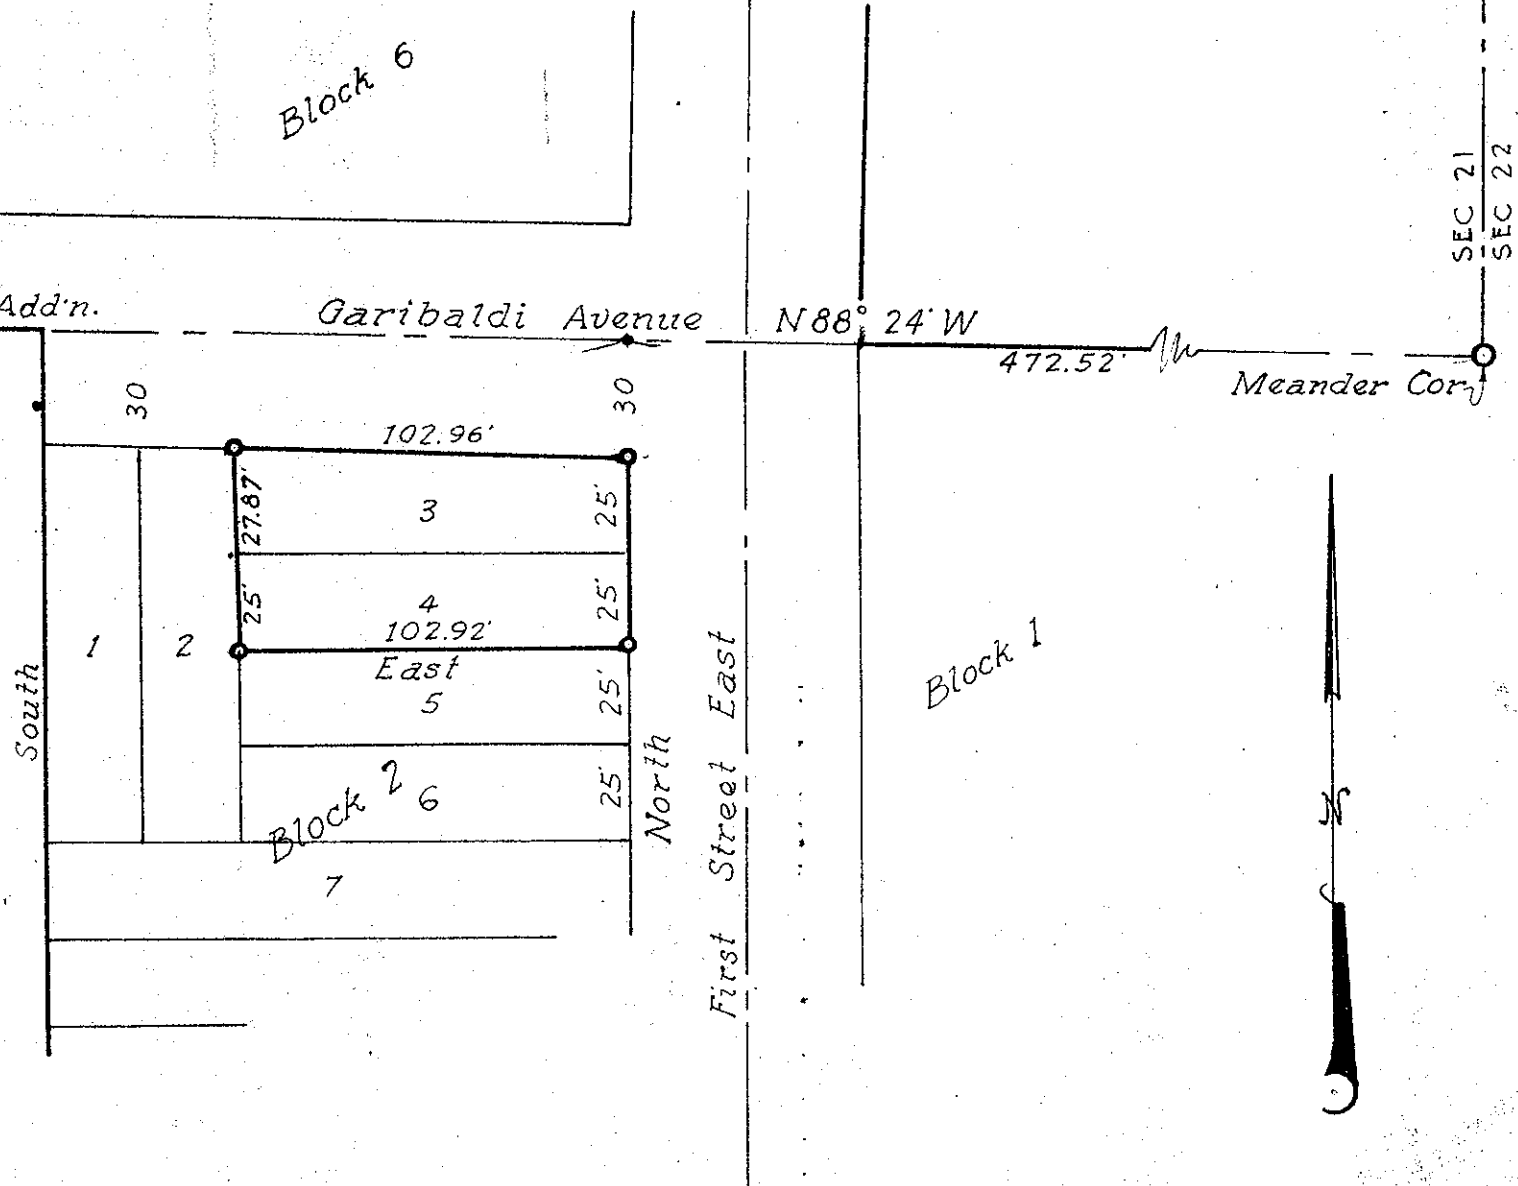 Block 6
SEC 21
SEC 22
Add'n.
Garibaldi Avenue
N88° 24' W
472.52'
Meander Cor
30
30
102.96'
27.87'
3
25'
25'
4
25'
102.92'
East
1
2
5
25'
South
Block 1
Block 2
6
25'
North
First Street East
7
N